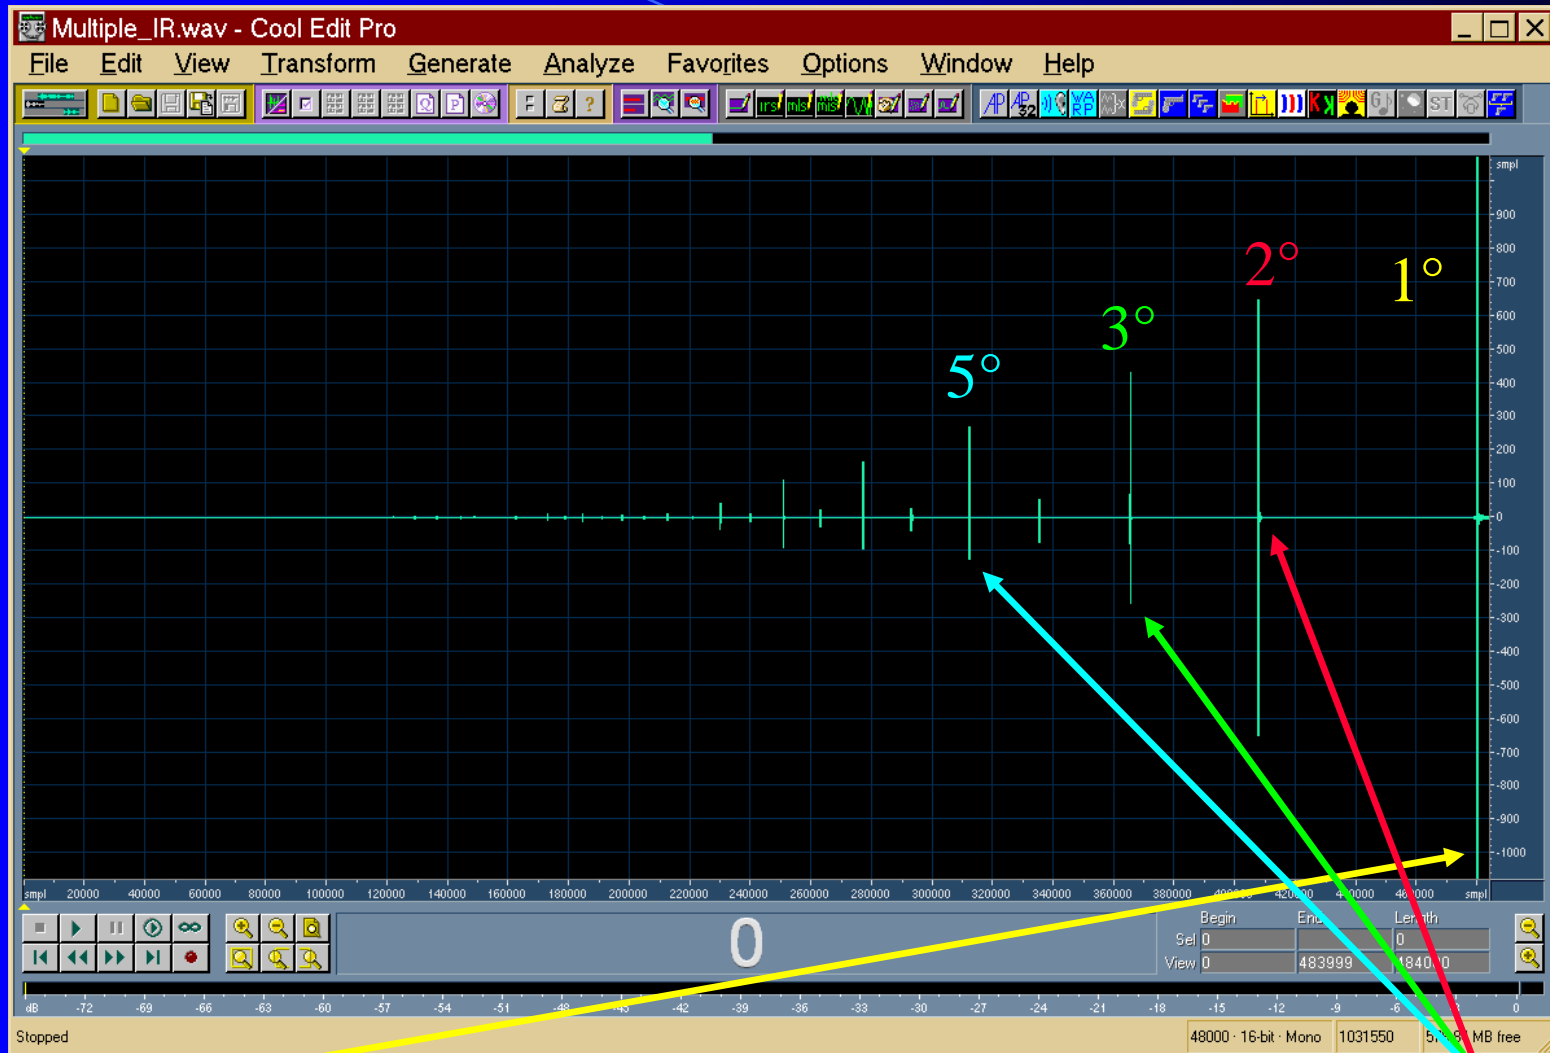 Multiple_IR.wav - Cool Edit Pro
File Edit View Transform Generate Analyze Favorites Options Window Help
smpl
900
800
2°
1°
700
3°
600
500
5°
400
300
200
100
0
-100
-200
-300
-400
-500
-600
-700
-800
-900
-1000
smpl 20000 40000 60000 80000 100000 120000 140000 160000 180000 200000 220000 240000 260000 280000 300000 320000 340000 360000 380000 smpl
Begin End Length
Sel 0 0
View 0 483999
0
dB -72 -69 -66 -63 -60 -57 -54 -51 -48 -45 -42 -39 -36 -33 -30 -27 -24 -21 -18 -15 -12 -9 -6 0
Stopped
48000 · 16-bit · Mono 1031550 MB free